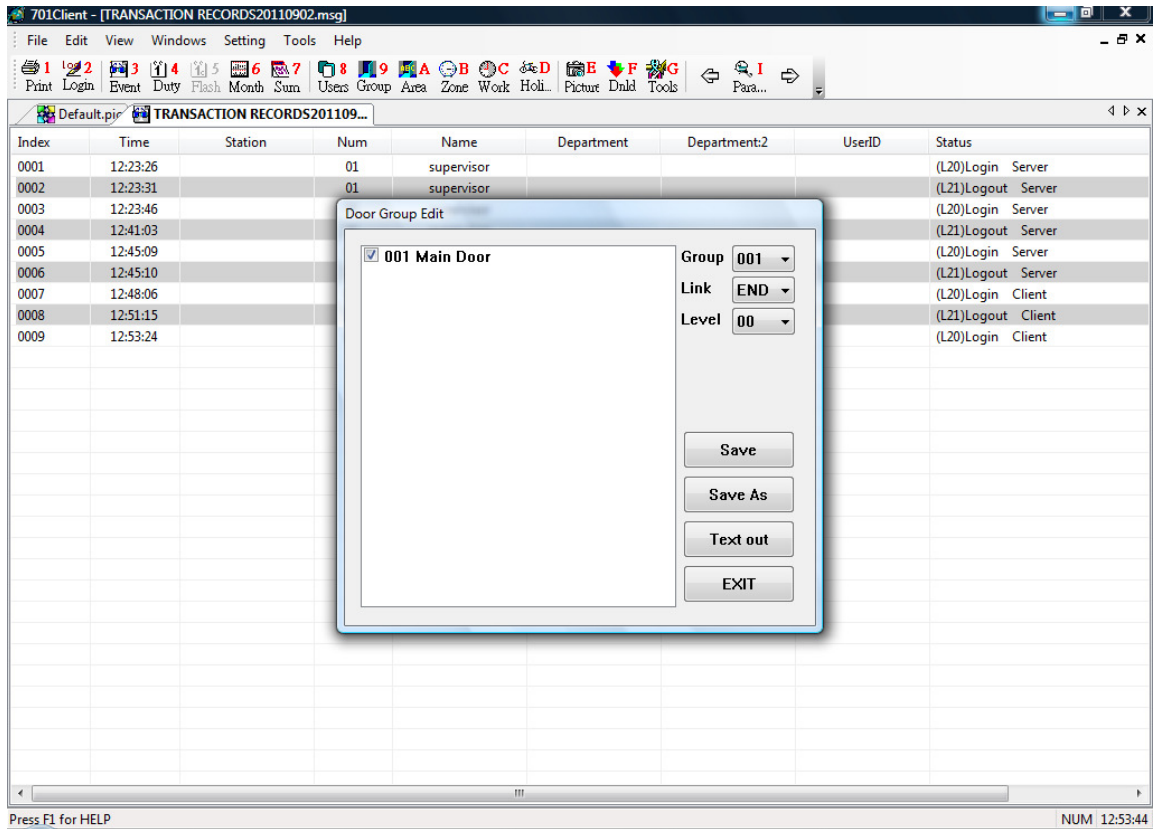 701Client - [TRANSACTION RECORDS20110902.msg]
File Edit View Windows Setting Tools Help
1 2 3 4 5 6 7 8 9 A B C D E F G I
Print Login Event Duty Flash Month Sum Users Group Area Zone Work Holi... Picture Dnld Tools Para...
Default.pic TRANSACTION RECORDS201109...
Index Time Station Num Name Department Department:2 UserID Status
0001 12:23:26 01 supervisor (L20)Login Server
0002 12:23:31 01 supervisor (L21)Logout Server
0003 12:23:46 (L20)Login Server
0004 12:41:03 (L21)Logout Server
0005 12:45:09 (L20)Login Server
0006 12:45:10 (L21)Logout Server
0007 12:48:06 (L20)Login Client
0008 12:51:15 (L21)Logout Client
0009 12:53:24 (L20)Login Client
Door Group Edit
001 Main Door
Group 001
Link END
Level 00
Save
Save As
Text out
EXIT
Press F1 for HELP NUM 12:53:44